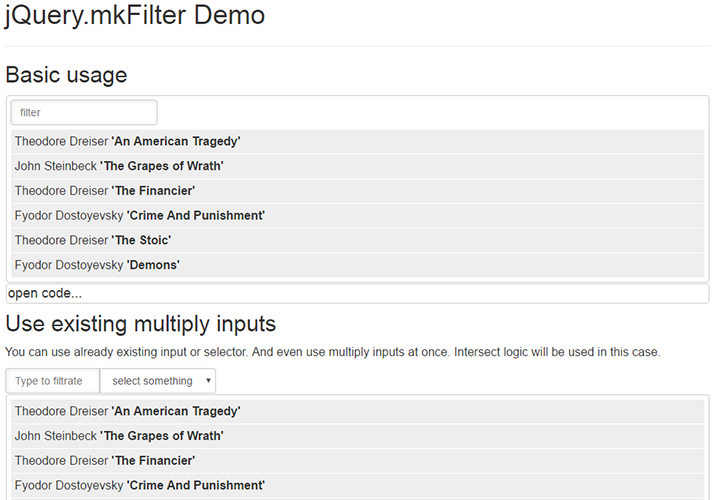 jQuery.mkFilter Demo
Basic usage
filter
Theodore Dreiser 'An American Tragedy'
John Steinbeck 'The Grapes of Wrath'
Theodore Dreiser 'The Financier'
Fyodor Dostoyevsky 'Crime And Punishment'
Theodore Dreiser 'The Stoic'
Fyodor Dostoyevsky 'Demons'
open code...
Use existing multiply inputs
You can use already existing input or selector. And even use multiply inputs at once. Intersect logic will be used in this case.
Type to filtrate select something
Theodore Dreiser 'An American Tragedy'
John Steinbeck 'The Grapes of Wrath'
Theodore Dreiser 'The Financier'
Fyodor Dostoyevsky 'Crime And Punishment'